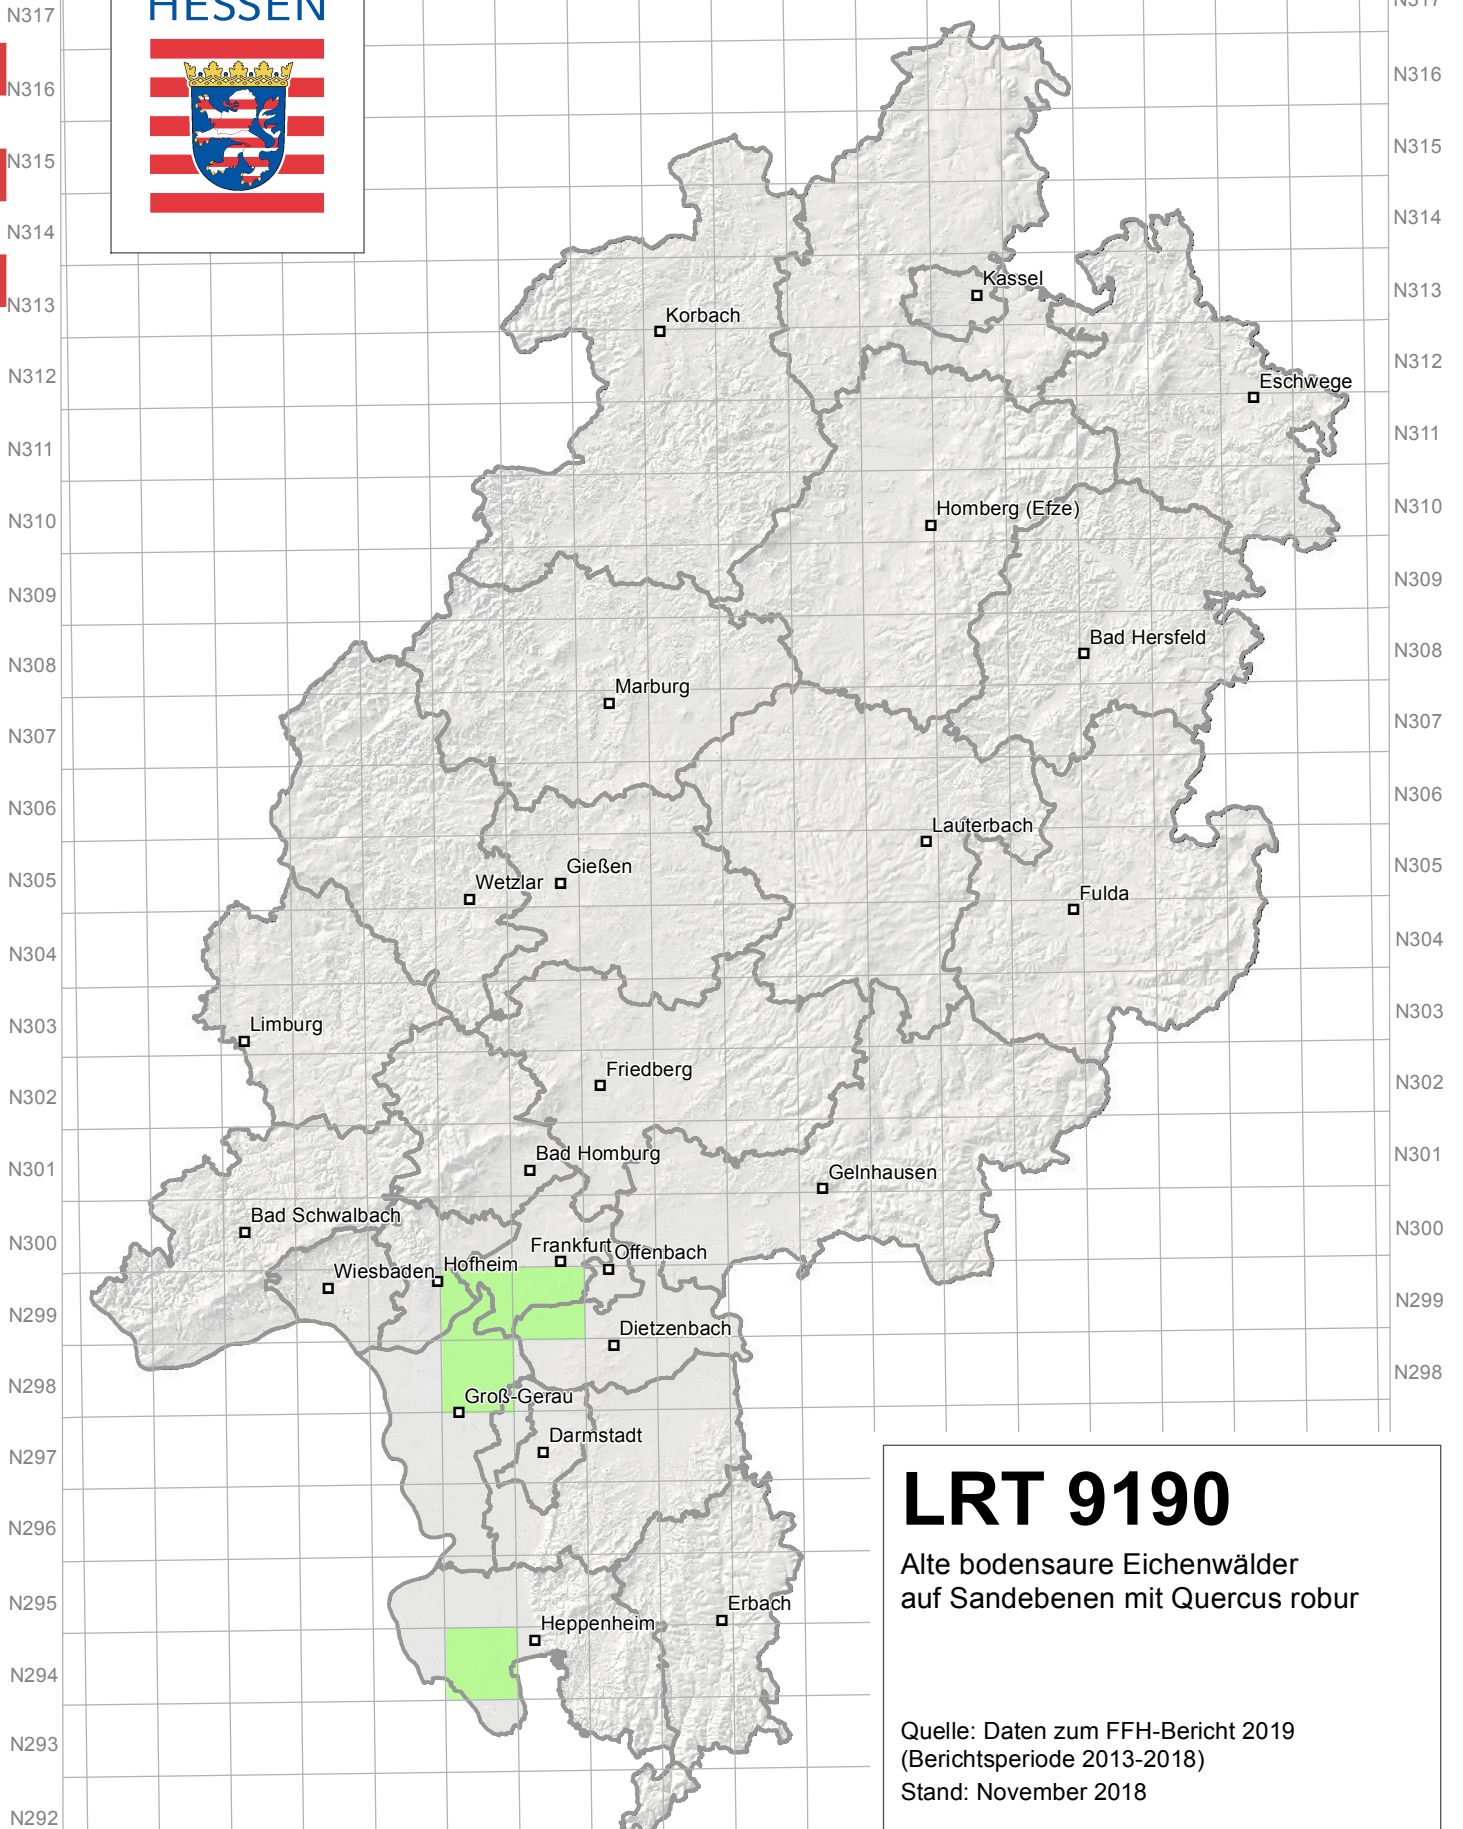 HESSEN
N317
N316
N315
N314
N313
N312
N311
N310
N309
N308
N307
N306
N305
N304
N303
N302
N301
N300
N299
N298
N297
N296
N295
N294
N293
N292
N317
N316
N315
N314
N313
N312
N311
N310
N309
N308
N307
N306
N305
N304
N303
N302
N301
N300
N299
N298
Kassel
Korbach
Eschwege
Homberg (Efze)
Bad Hersfeld
Marburg
Lauterbach
Gießen
Wetzlar
Fulda
Limburg
Friedberg
Bad Homburg
Gelnhausen
Bad Schwalbach
Frankfurt
Offenbach
Hofheim
Wiesbaden
Dietzenbach
Groß-Gerau
Darmstadt
Erbach
Heppenheim
LRT 9190
Alte bodensaure Eichenwälder
auf Sandebenen mit Quercus robur
Quelle: Daten zum FFH-Bericht 2019
(Berichtsperiode 2013-2018)
Stand: November 2018